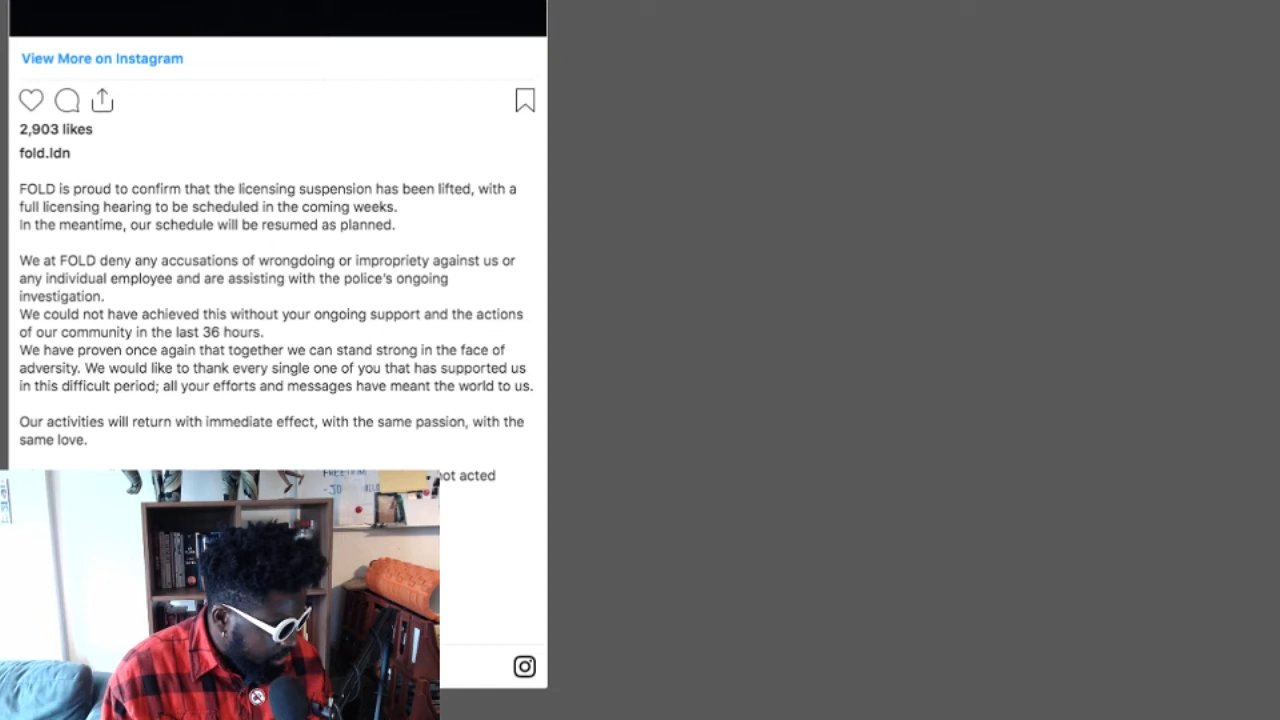 View More on Instagram
2,903 likes
fold.ldn
FOLD is proud to confirm that the licensing suspension has been lifted, with a
full licensing hearing to be scheduled in the coming weeks.
In the meantime, our schedule will be resumed as planned.
We at FOLD deny any accusations of wrongdoing or impropriety against us or
any individual employee and are assisting with the police's ongoing
investigation.
We could not have achieved this without your ongoing support and the actions
of our community in the last 36 hours.
We have proven once again that together we can stand strong in the face of
adversity. We would like to thank every single one of you that has supported us
in this difficult period; all your efforts and messages have meant the world to us.
Our activities will return with immediate effect, with the same passion, with the
same love.
not acted